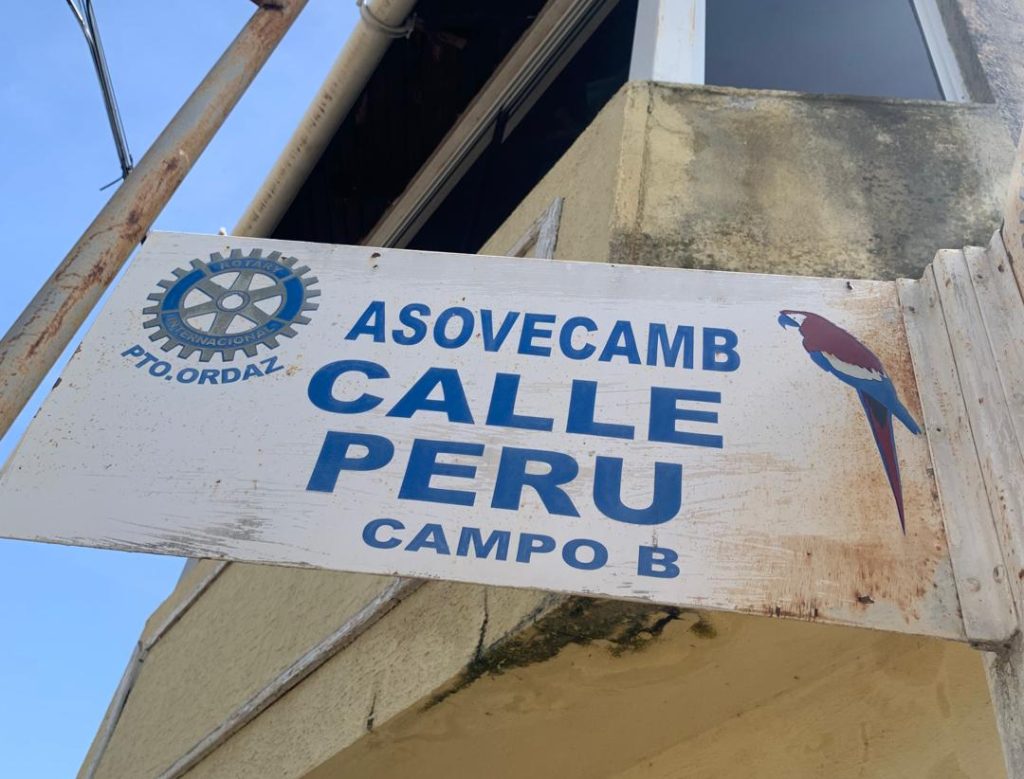 ROTARY
INTERNACIONAL
PTO.ORDAZ
ASOVECAMB
CALLE
PERU
CAMPO B